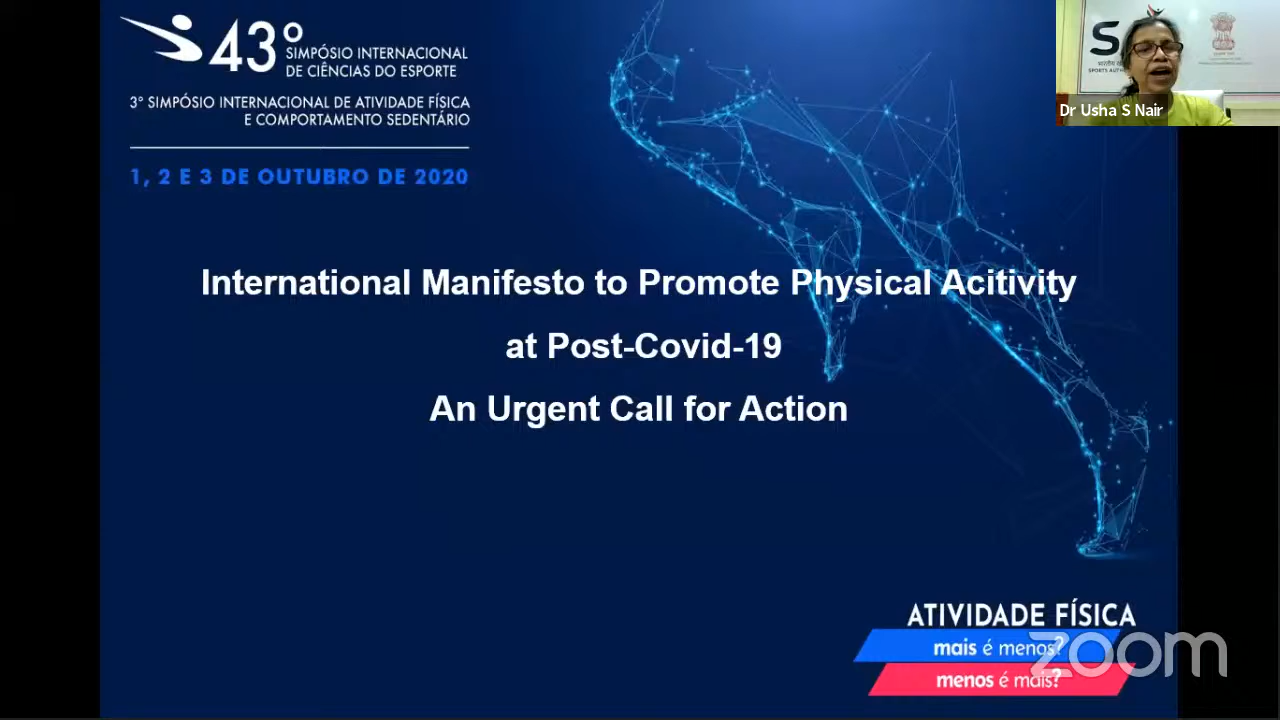 43º
SIMPÓSIO INTERNACIONAL
DE CIÊNCIAS DO ESPORTE
3º SIMPÓSIO INTERNACIONAL DE ATIVIDADE FÍSICA
E COMPORTAMENTO SEDENTÁRIO
1, 2 E 3 DE OUTUBRO DE 2020
Dr Usha S Nair
International Manifesto to Promote Physical Acitivity
at Post-Covid-19
An Urgent Call for Action
ATIVIDADE FÍSICA
mais é menos?
menos é mais?
zoom